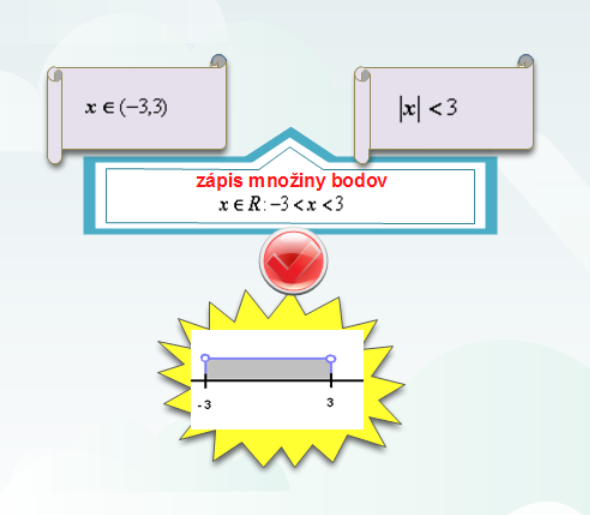 x ∈ (−3,3)
|x| < 3
zápis množiny bodov
x ∈ R: −3 < x < 3
-3 3